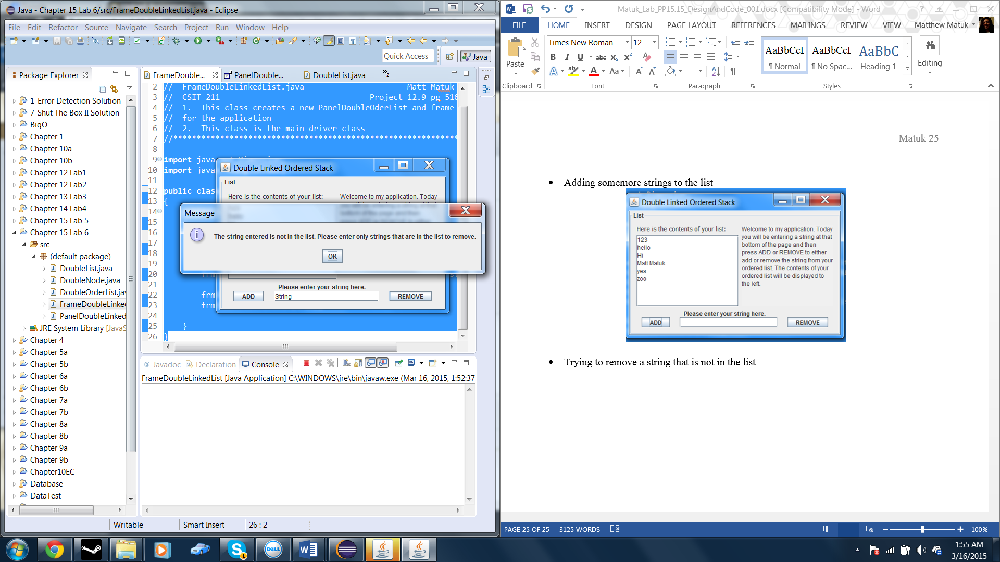 Java - Chapter 15 Lab 6/src/FrameDoubleLinkedList.java - Eclipse
File Edit Refactor Source Navigate Search Project Run Window Help
Quick Access
Java
Package Explorer
1-Error Detection Solution
7-Shut The Box II Solution
BigO
Chapter 1
Chapter 10a
Chapter 10b
Chapter 12 Lab1
Chapter 12 Lab2
Chapter 13 Lab3
Chapter 14 Lab4
Chapter 15 Lab 5
Chapter 15 Lab 6
src
(default package)
DoubleList.java
DoubleNode.java
DoubleOrderList.jav
FrameDoubleLinke
PanelDoubleLinked
JRE System Library [JavaS
Chapter 4
Chapter 5a
Chapter 5b
Chapter 6a
Chapter 6b
Chapter 7a
Chapter 7b
Chapter 8a
Chapter 8b
Chapter 9a
Chapter 9b
Chapter10EC
Database
DataTest
FrameDouble... PanelDouble... DoubleList.java »2
2 // FrameDoubleLinkedList.java Matt Matuk
3 // CSIT 211 Project 12.9 pg 516
4 // 1. This class creates a new PanelDoubleOderList and frame
5 // for the application
6 // 2. This class is the main driver class
7 //*************************************************************
8
9 import java
10 import java
11
12 public clas
13 {
14
15
16
17
18
19
20
21
22 frm
23 frm
24
25 }
26 }
Double Linked Ordered Stack
List
Here is the contents of your list:
Welcome to my application. Today
Message
The string entered is not in the list. Please enter only strings that are in the list to remove.
OK
Please enter your string here.
ADD String REMOVE
Javadoc Declaration Console
FrameDoubleLinkedList [Java Application] C:\WINDOWS\jre\bin\javaw.exe (Mar 16, 2015, 1:52:37
Writable Smart Insert 26 : 2
Matuk_Lab_PP15.15_DesignAndCode_001.docx [Compatibility Mode] - Word
FILE HOME INSERT DESIGN PAGE LAYOUT REFERENCES MAILINGS REVIEW VIEW Matthew Matuk
Paste
Times New Roman 12
B I U abc X₂ X²
A ab A Aa A A
AaBbCcI AaBbCcI AaBbC
¶ Normal ¶ No Spac... Heading 1
Editing
Clipboard Font Paragraph Styles
Matuk 25
• Adding somemore strings to the list
Double Linked Ordered Stack
List
Here is the contents of your list:
123
hello
Hi
Matt Matuk
yes
zoo
Welcome to my application. Today
you will be entering a string at that
bottom of the page and then
press ADD or REMOVE to either
add or remove the string from your
ordered list. The contents of your
ordered list will be displayed to
the left.
Please enter your string here.
ADD REMOVE
• Trying to remove a string that is not in the list
PAGE 25 OF 25 3125 WORDS 100%
S 1
DELL
W
1:55 AM
3/16/2015